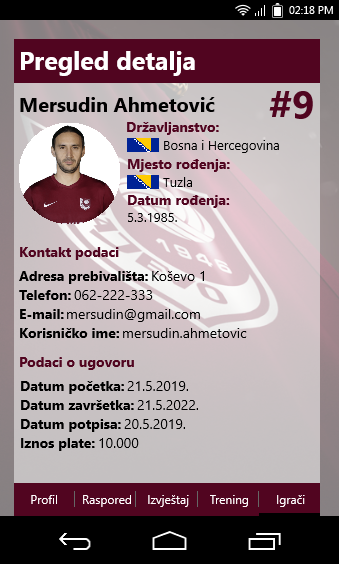 02:18 PM
Pregled detalja
Mersudin Ahmetović
#9
Državljanstvo:
Bosna i Hercegovina
Mjesto rođenja:
Tuzla
Datum rođenja:
5.3.1985.
1946
Kontakt podaci
Adresa prebivališta: Koševo 1
Telefon: 062-222-333
E-mail: mersudin@gmail.com
Korisničko ime: mersudin.ahmetovic
Podaci o ugovoru
Datum početka: 21.5.2019.
Datum završetka: 21.5.2022.
Datum potpisa: 20.5.2019.
Iznos plate: 10.000
Profil Raspored Izvještaj Trening Igrači